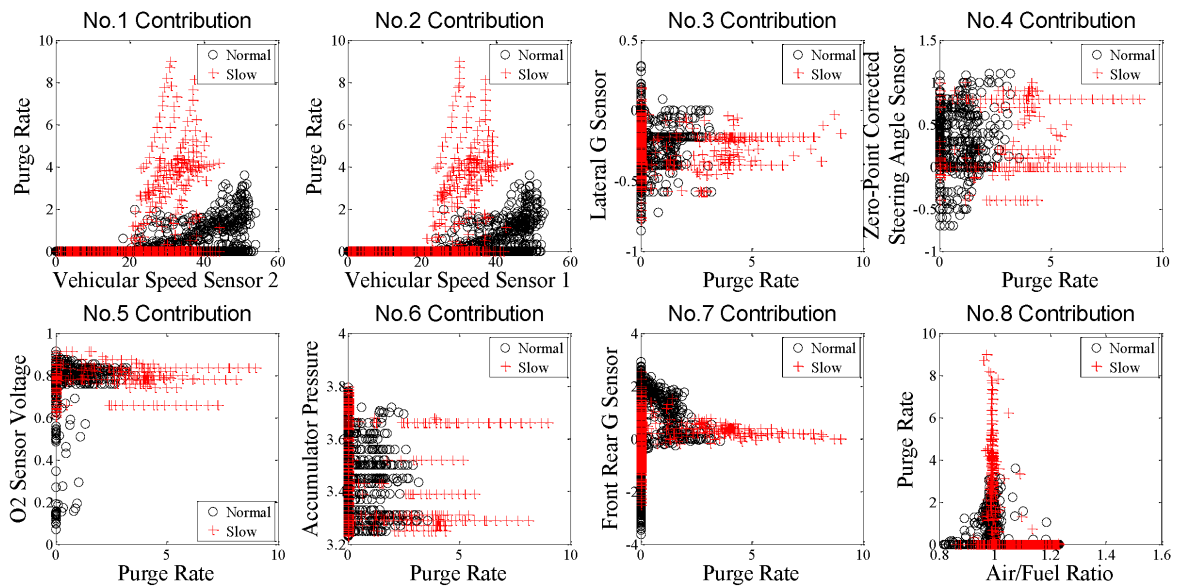 No.1 Contribution
10
8
6
4
2
0
0
20
40
60
Purge Rate
Vehicular Speed Sensor 2
Normal
Slow
No.2 Contribution
10
8
6
4
2
0
0
20
40
60
Purge Rate
Vehicular Speed Sensor 1
Normal
Slow
No.3 Contribution
0.5
0
-0.5
-1
0
5
10
Lateral G Sensor
Purge Rate
Normal
Slow
No.4 Contribution
1.5
1
0.5
0
-0.5
-1
0
5
10
Zero-Point Corrected
Steering Angle Sensor
Purge Rate
Normal
Slow
No.5 Contribution
1
0.8
0.6
0.4
0.2
0
0
5
10
O2 Sensor Voltage
Purge Rate
Normal
Slow
No.6 Contribution
4
3.8
3.6
3.4
3.2
0
5
10
Accumulator Pressure
Purge Rate
Normal
Slow
No.7 Contribution
4
2
0
-2
-4
0
5
10
Front Rear G Sensor
Purge Rate
Normal
Slow
No.8 Contribution
10
8
6
4
2
0
0.8
1
1.2
1.4
1.6
Purge Rate
Air/Fuel Ratio
Normal
Slow